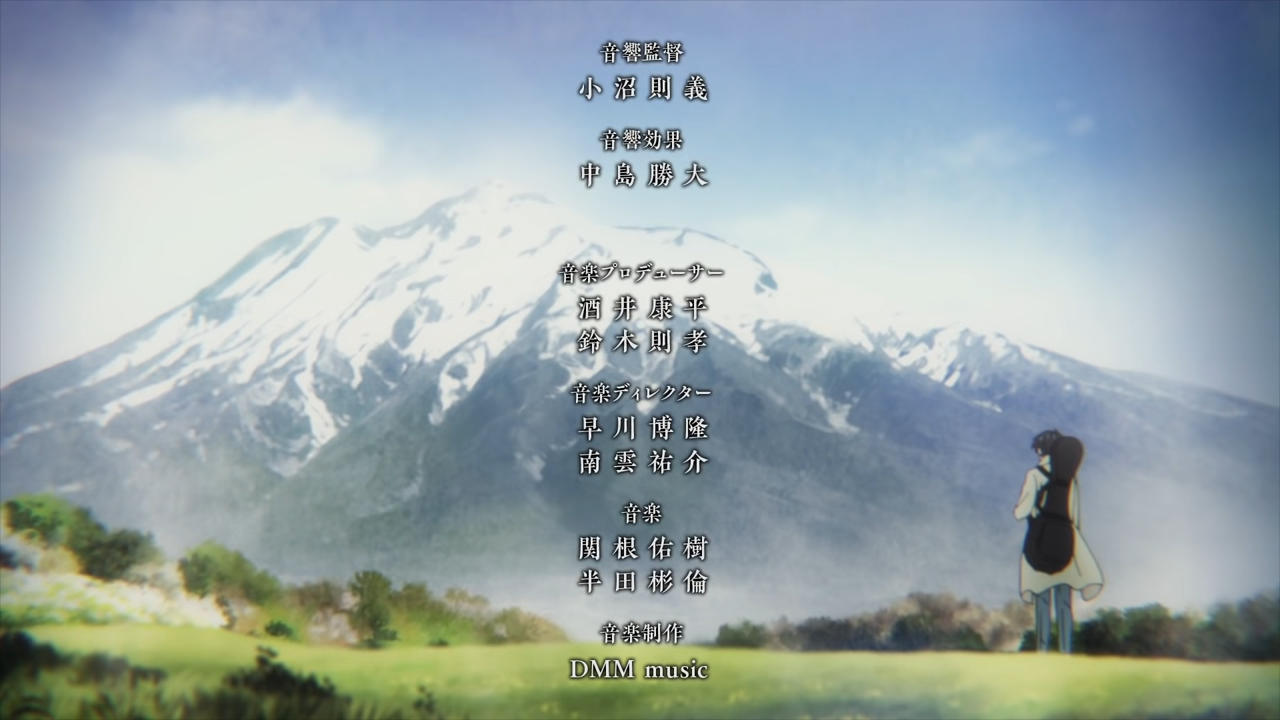 音響監督
小沼則義
音響効果
中島勝大
音楽プロデューサー
酒井康平
鈴木則孝
音楽ディレクター
早川博隆
南雲祐介
音楽
関根佑樹
半田彬倫
音楽制作
DMM music